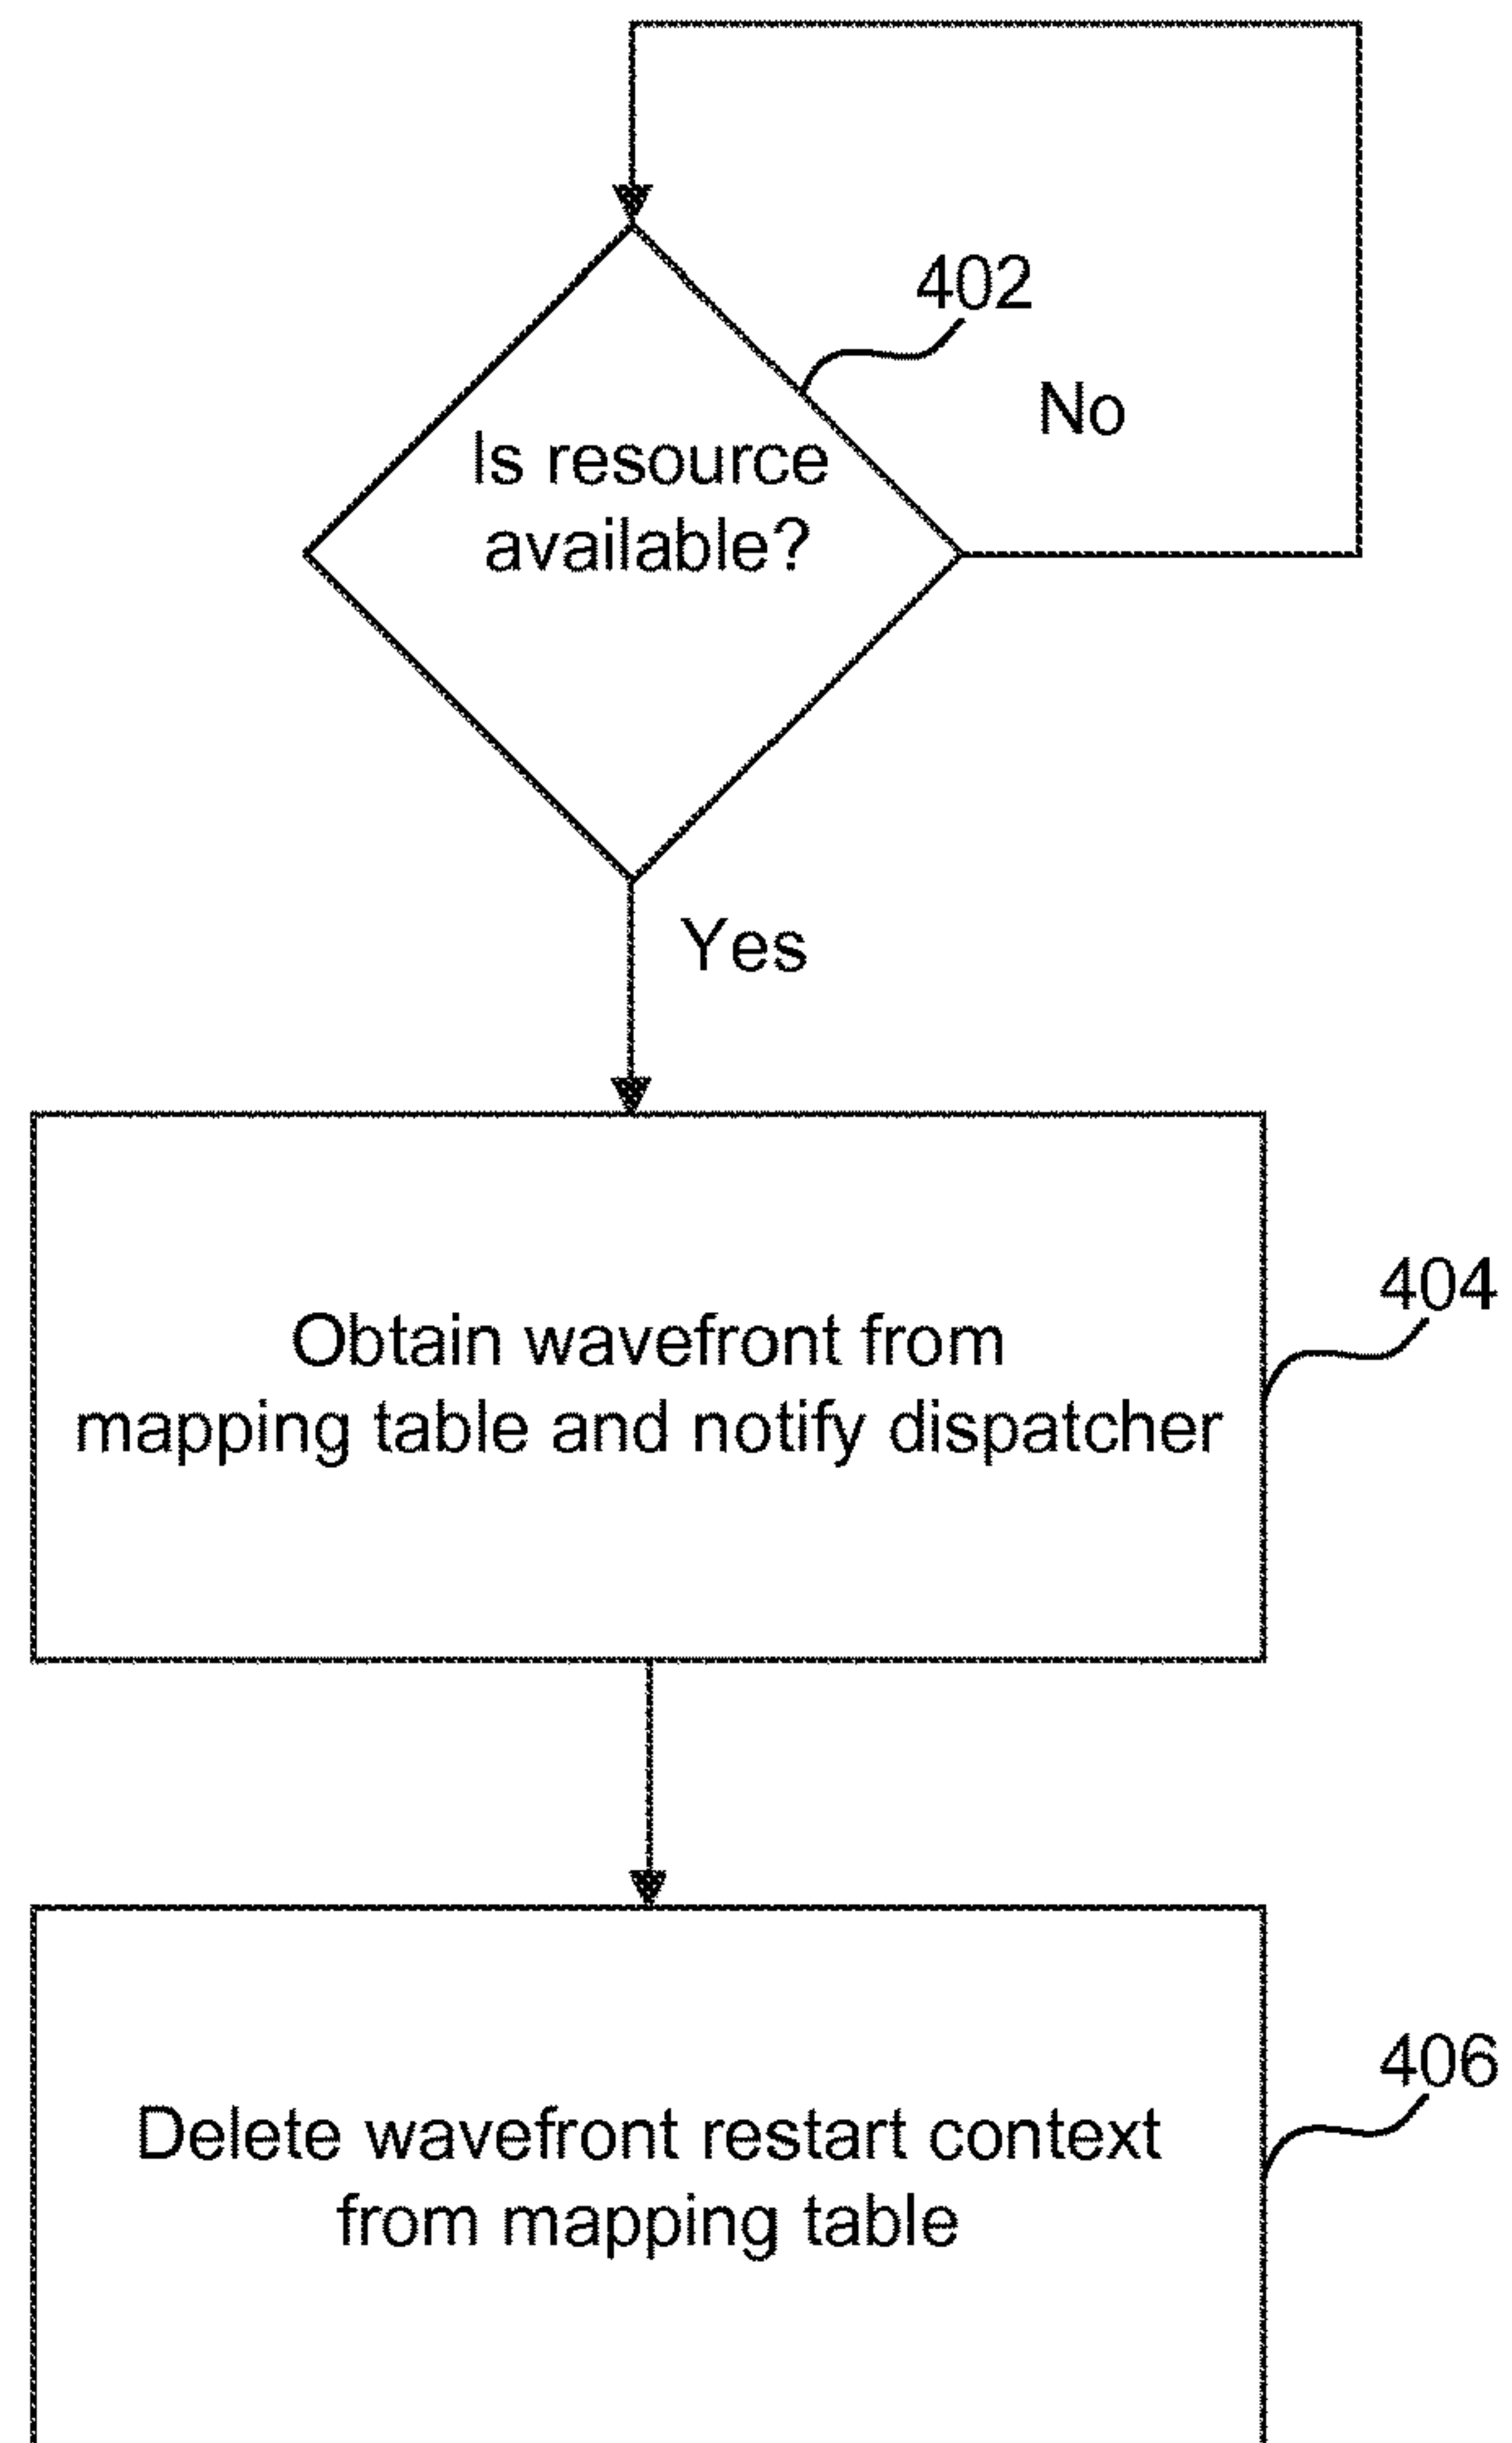 402
No
Is resource
available?
Yes
404
Obtain wavefront from
mapping table and notify dispatcher
406
Delete wavefront restart context
from mapping table